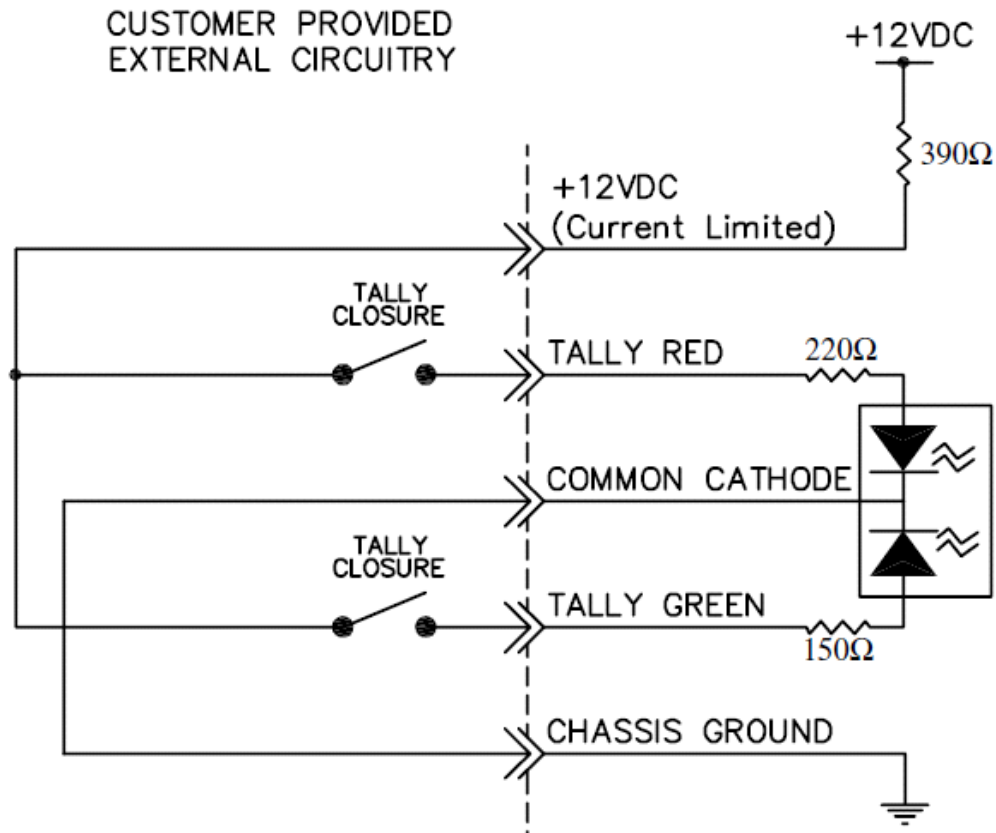 CUSTOMER PROVIDED
EXTERNAL CIRCUITRY
+12VDC
390Ω
+12VDC
(Current Limited)
TALLY
CLOSURE
TALLY RED
220Ω
COMMON CATHODE
TALLY
CLOSURE
TALLY GREEN
150Ω
CHASSIS GROUND